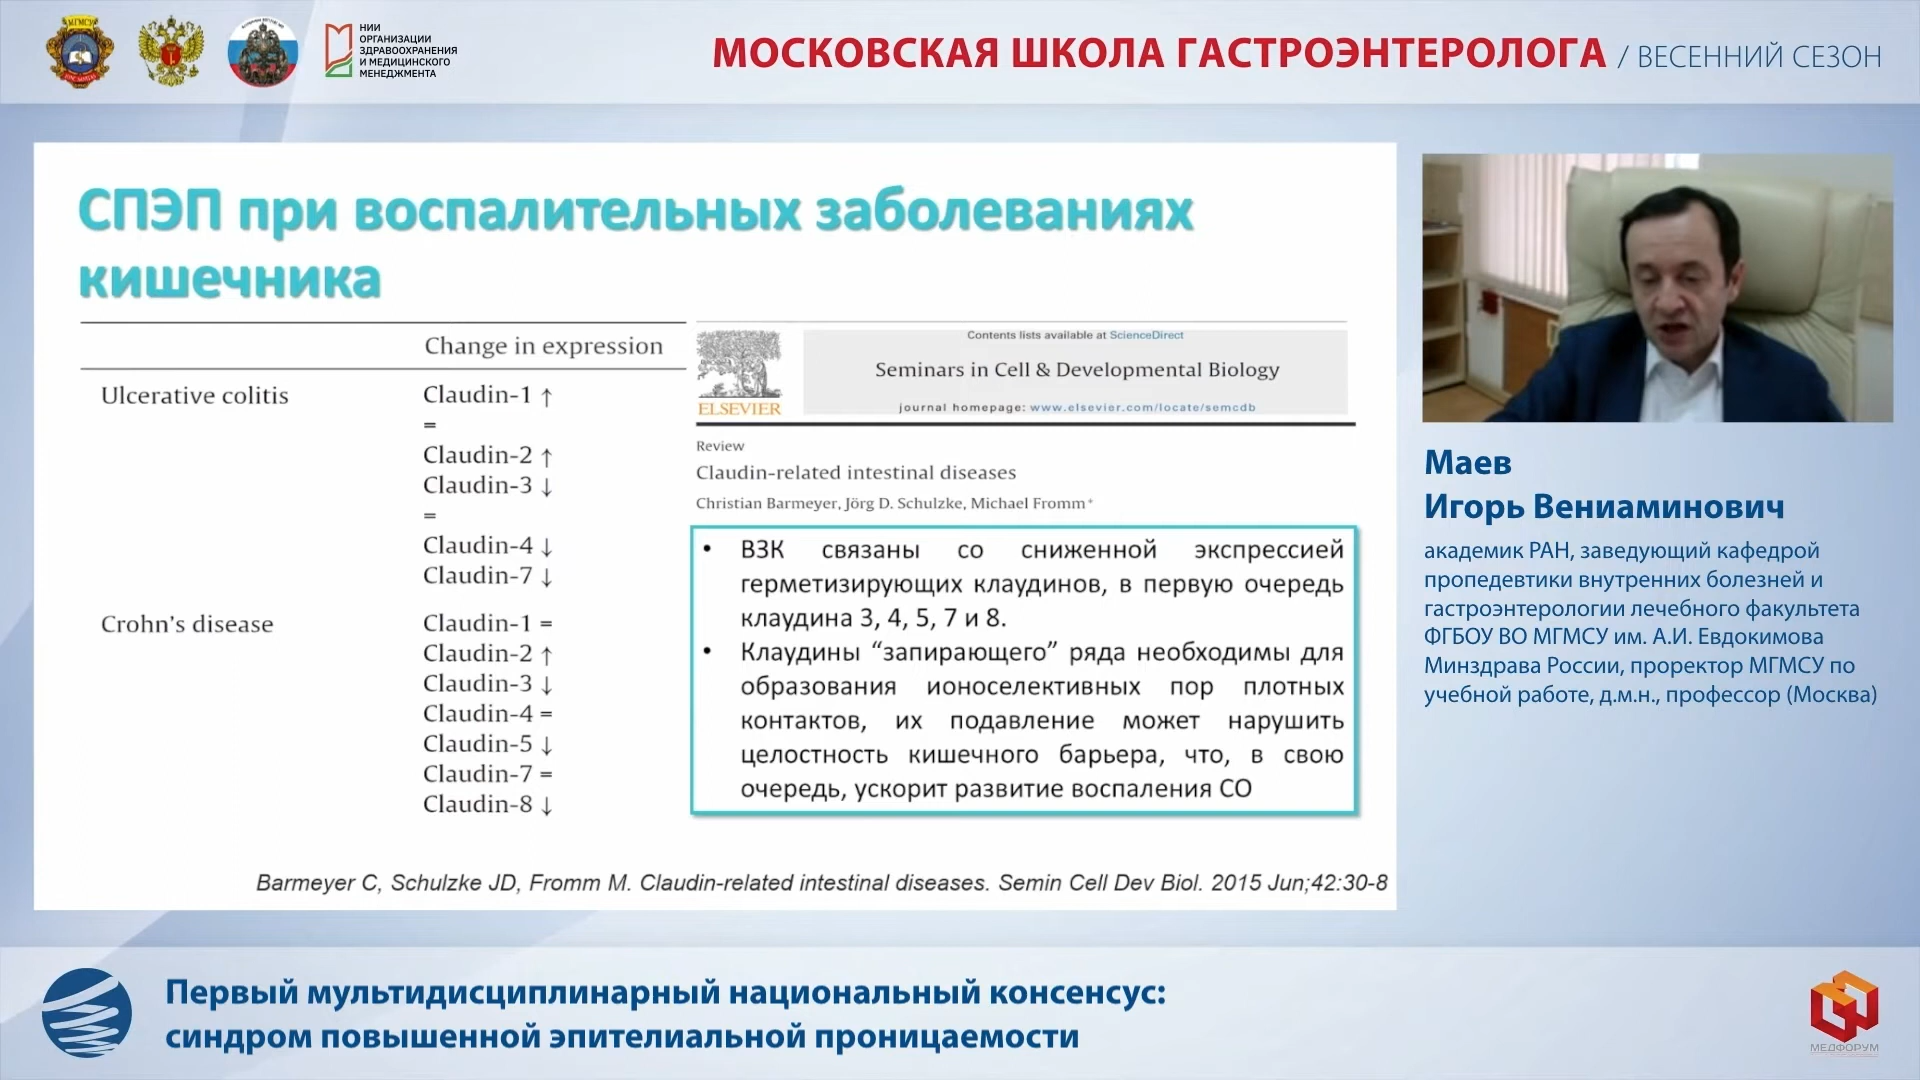 МГМСУ
НИИ
ОРГАНИЗАЦИИ
ЗДРАВООХРАНЕНИЯ
И МЕДИЦИНСКОГО
МЕНЕДЖМЕНТА
МОСКОВСКАЯ ШКОЛА ГАСТРОЭНТЕРОЛОГА / ВЕСЕННИЙ СЕЗОН
СПЭП при воспалительных заболеваниях
кишечника
Change in expression
Ulcerative colitis
Claudin-1 ↑
=
Claudin-2 ↑
Claudin-3 ↓
=
Claudin-4 ↓
Claudin-7 ↓
Crohn's disease
Claudin-1 =
Claudin-2 ↑
Claudin-3 ↓
Claudin-4 =
Claudin-5 ↓
Claudin-7 =
Claudin-8 ↓
Contents lists available at ScienceDirect
Seminars in Cell & Developmental Biology
journal homepage: www.elsevier.com/locate/semcdb
ELSEVIER
Review
Claudin-related intestinal diseases
Christian Barmeyer, Jörg D. Schulzke, Michael Fromm*
• ВЗК связаны со сниженной экспрессией
герметизирующих клаудинов, в первую очередь
клаудина 3, 4, 5, 7 и 8.
• Клаудины “запирающего” ряда необходимы для
образования ионоселективных пор плотных
контактов, их подавление может нарушить
целостность кишечного барьера, что, в свою
очередь, ускорит развитие воспаления СО
Barmeyer C, Schulzke JD, Fromm M. Claudin-related intestinal diseases. Semin Cell Dev Biol. 2015 Jun;42:30-8
Маев
Игорь Вениаминович
академик РАН, заведующий кафедрой
пропедевтики внутренних болезней и
гастроэнтерологии лечебного факультета
ФГБОУ ВО МГМСУ им. А.И. Евдокимова
Минздрава России, проректор МГМСУ по
учебной работе, д.м.н., профессор (Москва)
Первый мультидисциплинарный национальный консенсус:
синдром повышенной эпителиальной проницаемости
МЕДФОРУМ